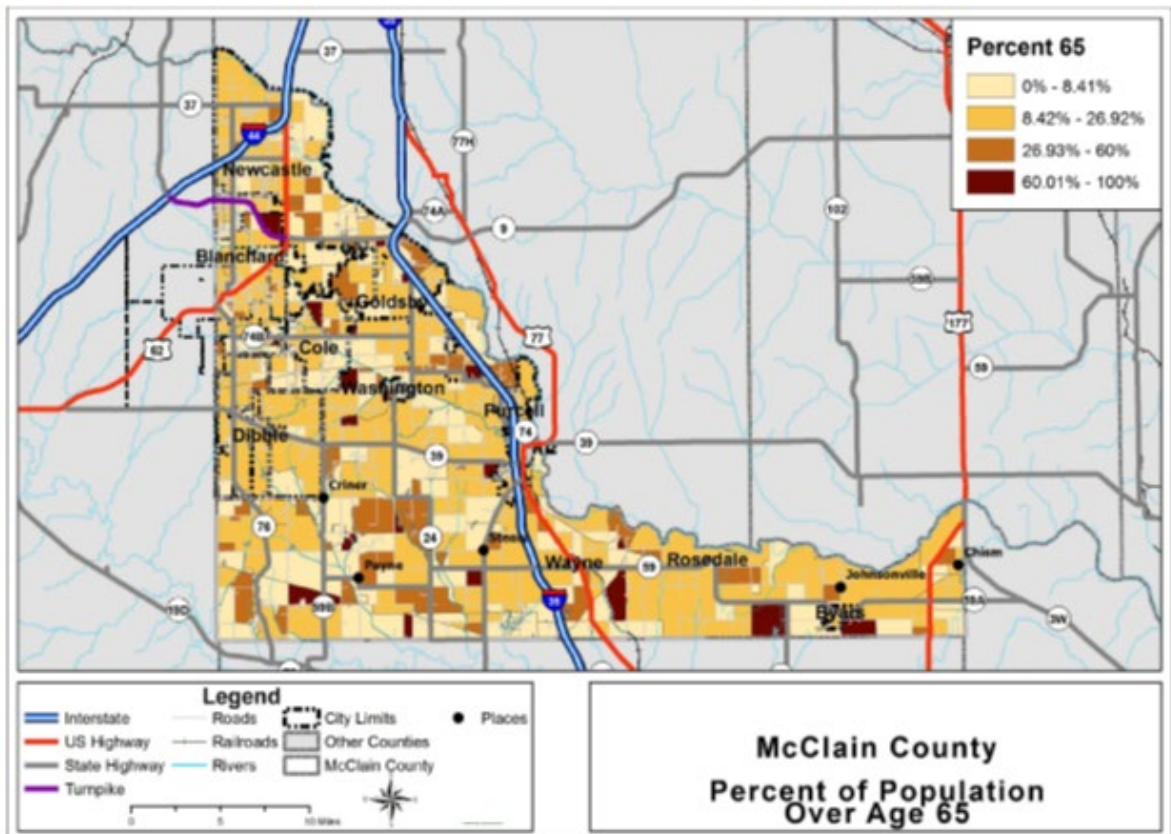 Percent 65
0% - 8.41%
8.42% - 26.92%
26.93% - 60%
60.01% - 100%
37
37
44
77H
Newcastle
74A
9
102
Blanchard
Goldsby
177
62
74B
Cole
77
59
Washington
Purcell
74
Dibble
39
39
Criner
76
24
Wayne
59
Rosedale
Chism
Payne
Johnsonville
59B
35
Byars
3W
Legend
Interstate
Roads
City Limits
Places
US Highway
Railroads
Other Counties
State Highway
Rivers
McClain County
Turnpike
0
5
10 Miles
McClain County
Percent of Population
Over Age 65